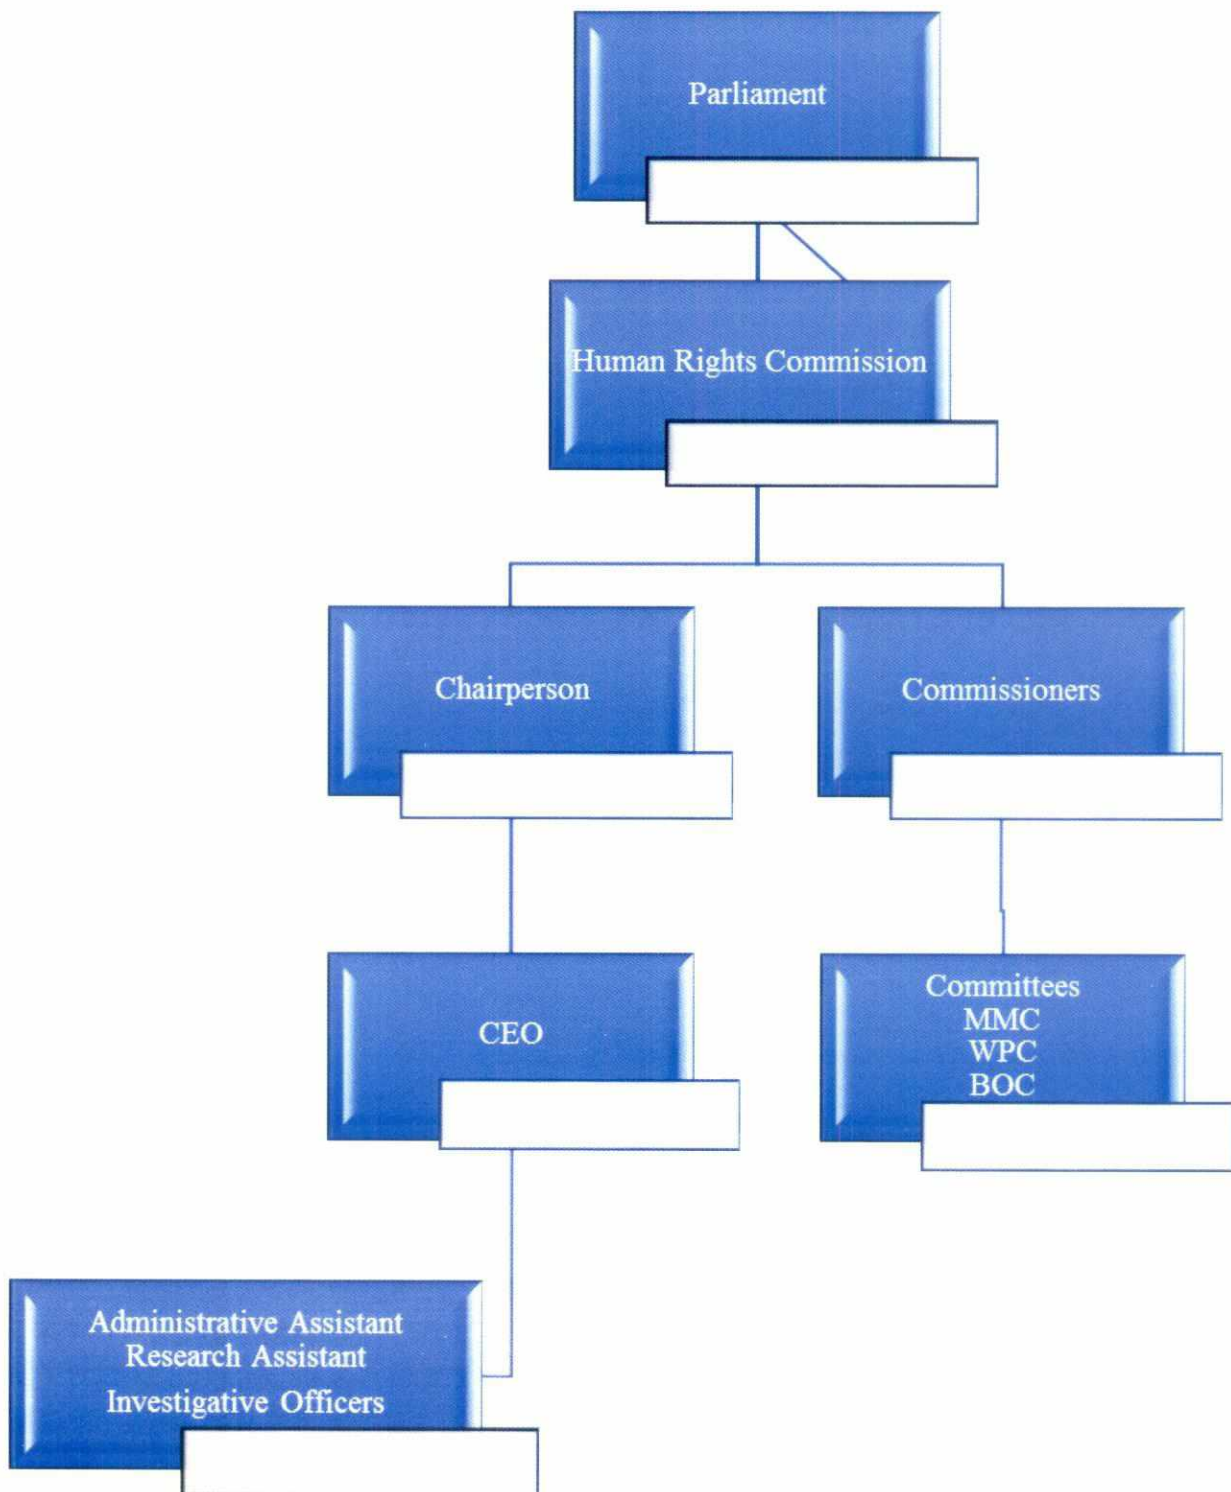 Parliament
Human Rights Commission
Chairperson
Commissioners
CEO
Committees
MMC
WPC
BOC
Administrative Assistant
Research Assistant
Investigative Officers